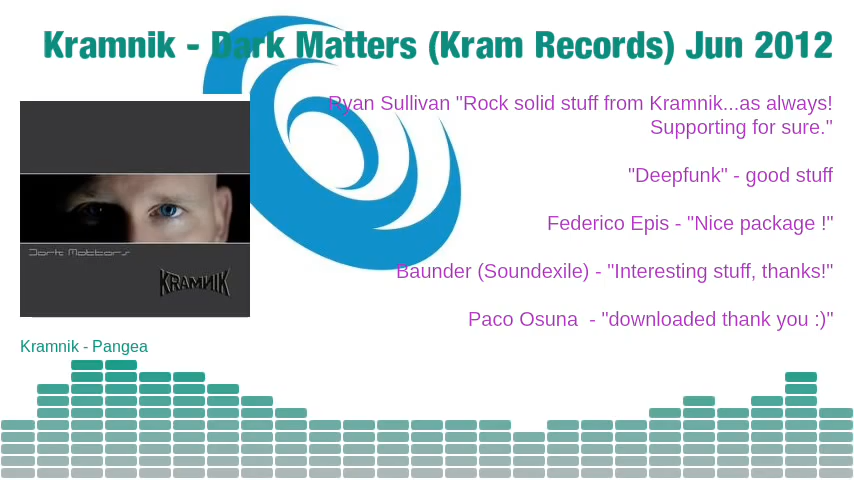 Kramnik - Dark Matters (Kram Records) Jun 2012
Ryan Sullivan "Rock solid stuff from Kramnik...as always!
Supporting for sure."
"Deepfunk" - good stuff
Federico Epis - "Nice package !"
Baunder (Soundexile) - "Interesting stuff, thanks!"
Paco Osuna  - "downloaded thank you :)"
Dark Matters
KRAMNIK
Kramnik - Pangea